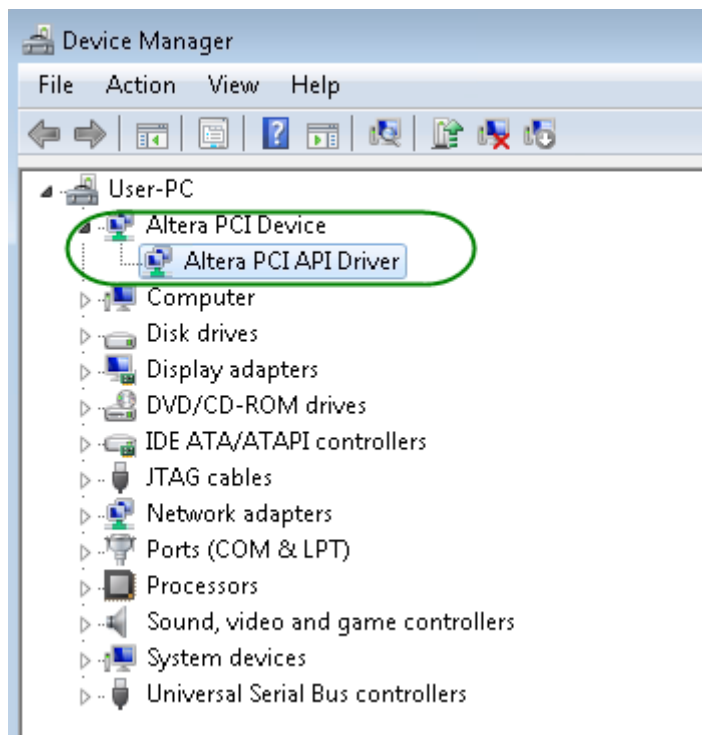 Device Manager
File Action View Help
User-PC
Altera PCI Device
Altera PCI API Driver
Computer
Disk drives
Display adapters
DVD/CD-ROM drives
IDE ATA/ATAPI controllers
JTAG cables
Network adapters
Ports (COM & LPT)
Processors
Sound, video and game controllers
System devices
Universal Serial Bus controllers